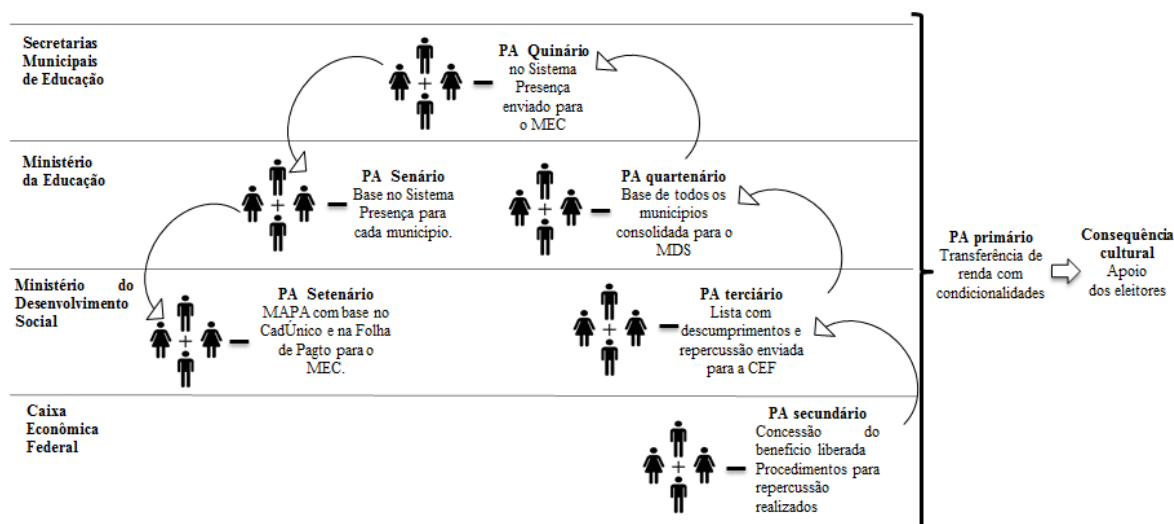 Secretarias
Municipais
de Educação
PA Quinário
no Sistema
Presença
enviado para
o MEC
Ministério
da Educação
PA Senário
Base no Sistema
Presença para
cada município.
PA quartenário
Base de todos os
municípios
consolidada para o
MDS
Ministério do
Desenvolvimento
Social
PA Setenário
MAPA com base no
CadÚnico e na Folha
de Pagto para o
MEC.
PA terciário
Lista com
descumprimentos e
repercussão enviada
para a CEF
Caixa
Econômica
Federal
PA secundário
Concessão do
benefício liberada
Procedimentos para
repercussão
realizados
PA primário
Transferência de
renda com
condicionalidades
Consequência
cultural
Apoio
dos eleitores